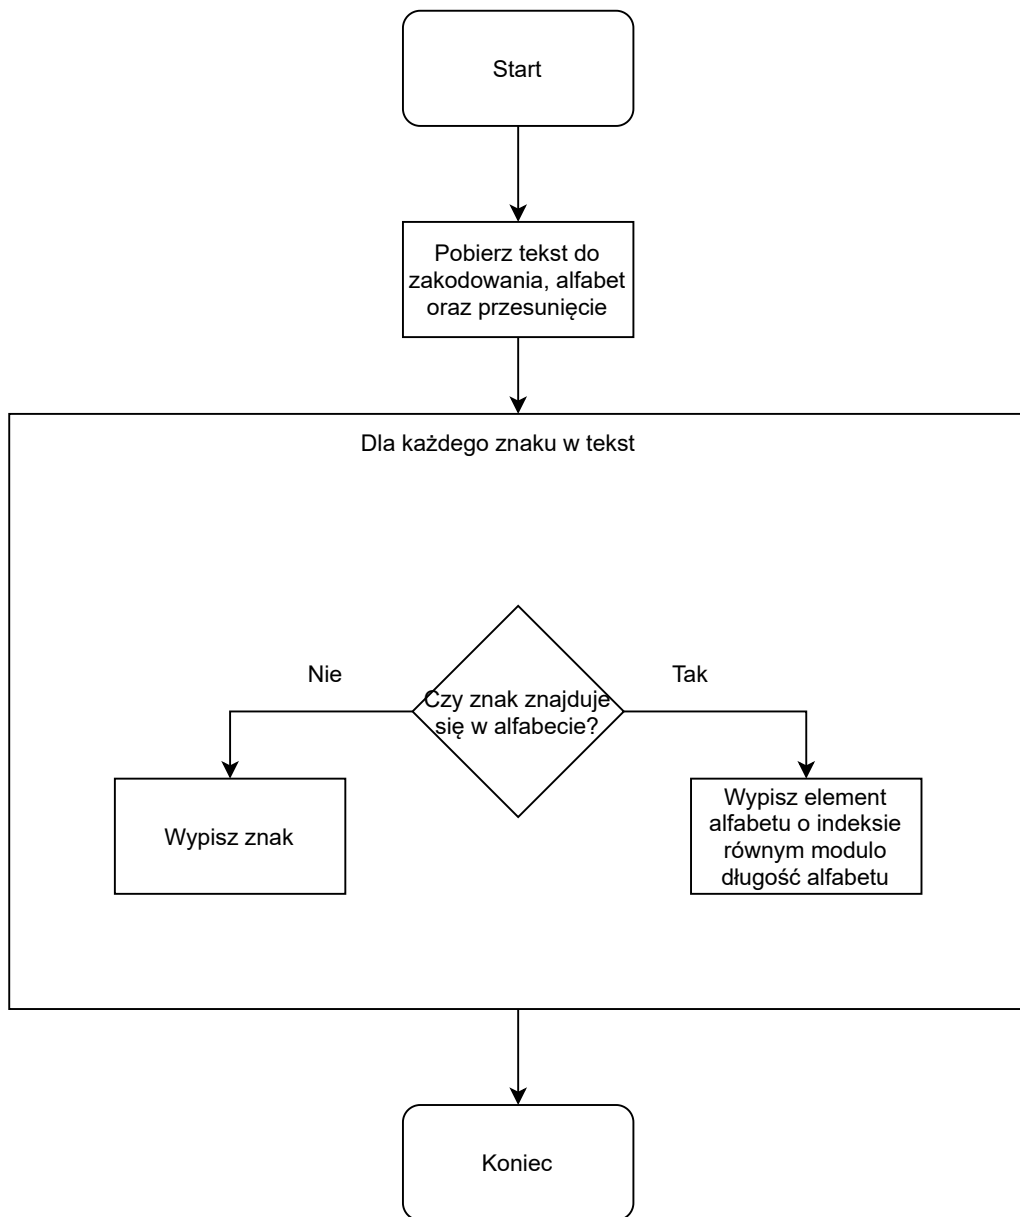 Start
Pobierz tekst do
zakodowania, alfabet
oraz przesunięcie
Dla każdego znaku w tekst
Nie
Tak
Czy znak znajduje
się w alfabecie?
Wypisz znak
Wypisz element
alfabetu o indeksie
równym modulo
długość alfabetu
Koniec